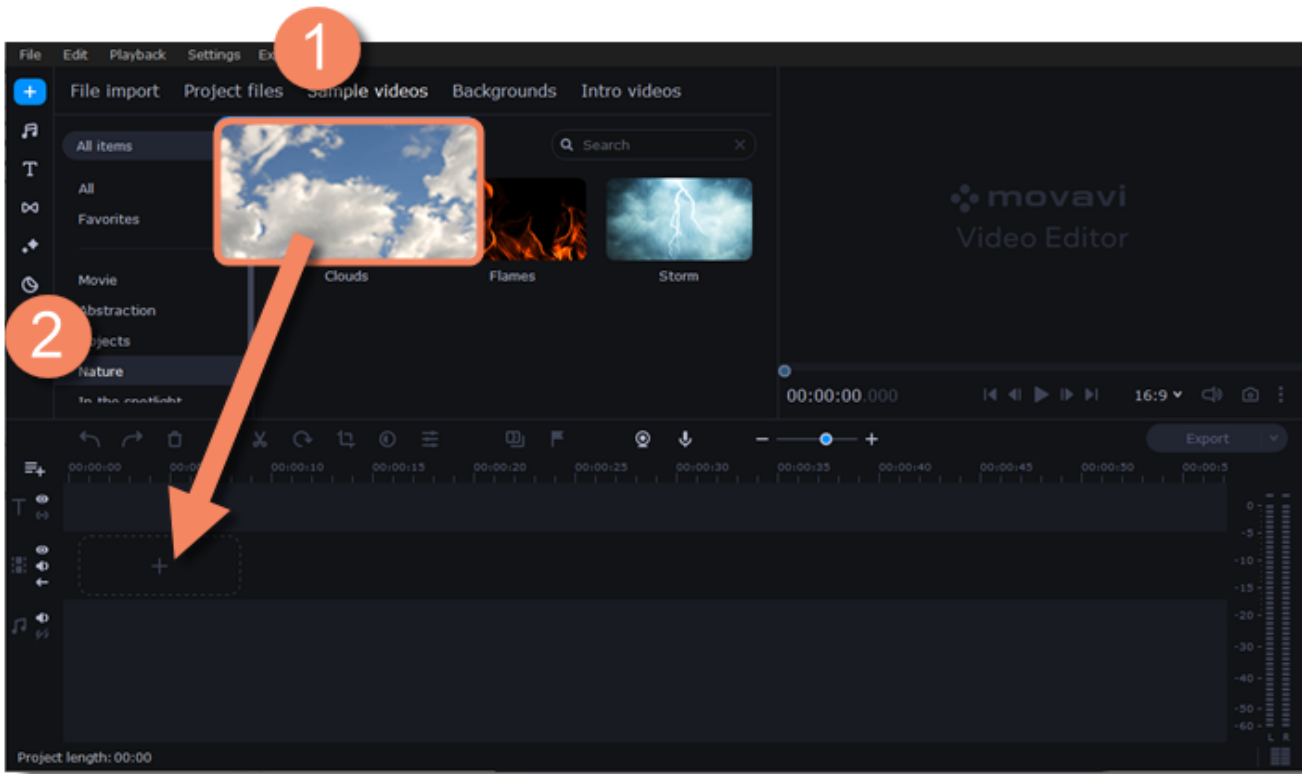 1
File Edit Playback Settings
File import Project files Sample videos Backgrounds Intro videos
All items
Search
All
Favorites
Movie
Abstraction
Nature
Clouds Flames Storm
2
movavi
Video Editor
00:00:00.000
16:9
Export
00:00:00 00:00:10 00:00:15 00:00:20 00:00:25 00:00:30 00:00:35 00:00:40 00:00:45 00:00:50 00:00:5
0
-5
-10
-15
-20
-30
-40
-50
-60
L R
Project length: 00:00